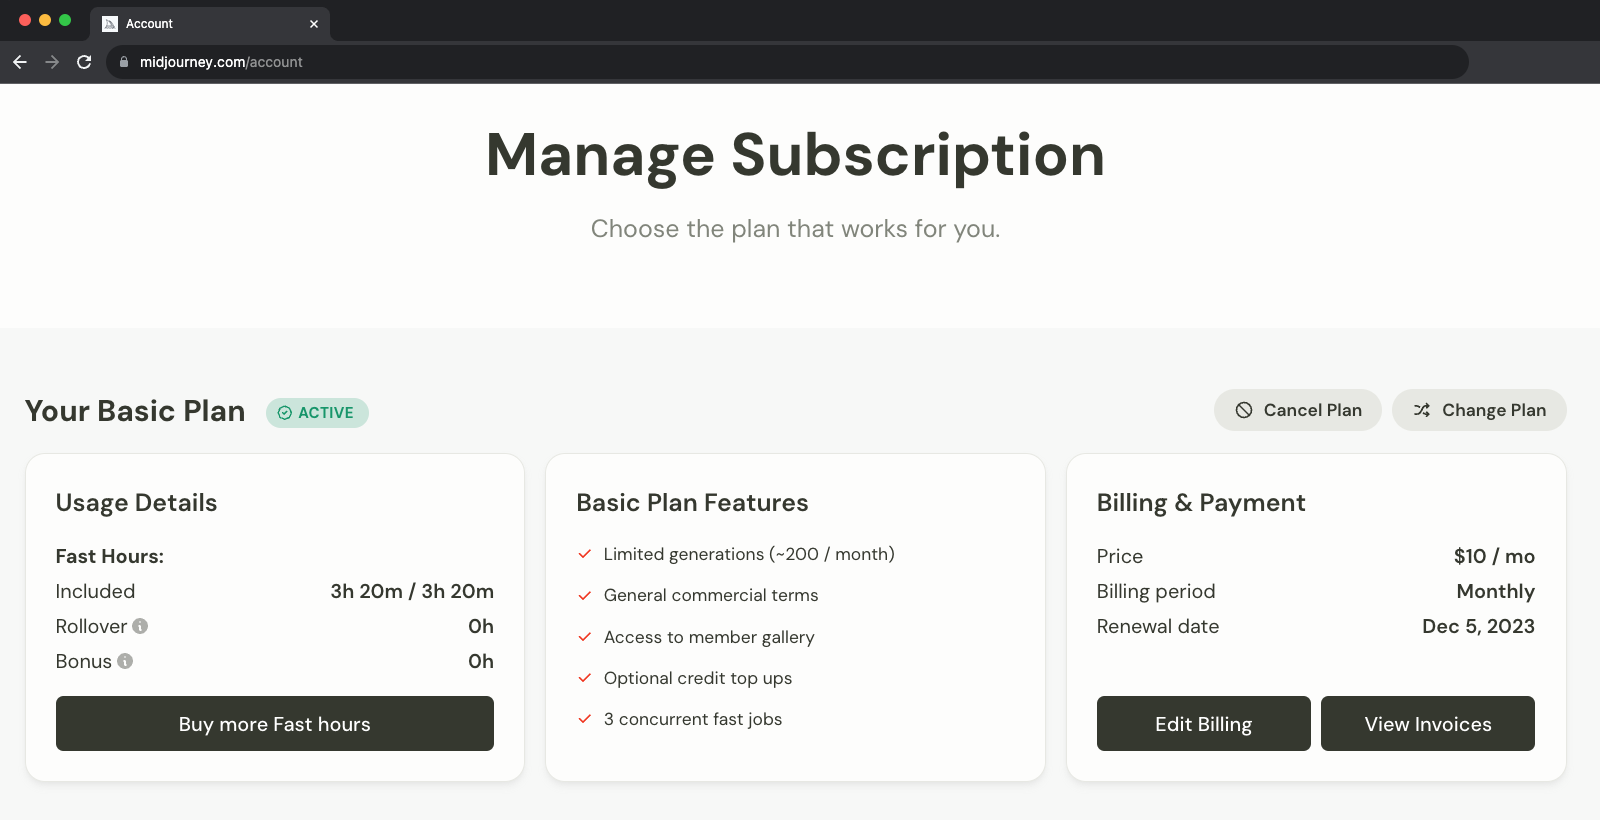 Account
midjourney.com/account
Manage Subscription
Choose the plan that works for you.
Your Basic Plan
ACTIVE
Cancel Plan
Change Plan
Usage Details
Fast Hours:
Included 3h 20m / 3h 20m
Rollover 0h
Bonus 0h
Buy more Fast hours
Basic Plan Features
Limited generations (~200 / month)
General commercial terms
Access to member gallery
Optional credit top ups
3 concurrent fast jobs
Billing & Payment
Price $10 / mo
Billing period Monthly
Renewal date Dec 5, 2023
Edit Billing
View Invoices